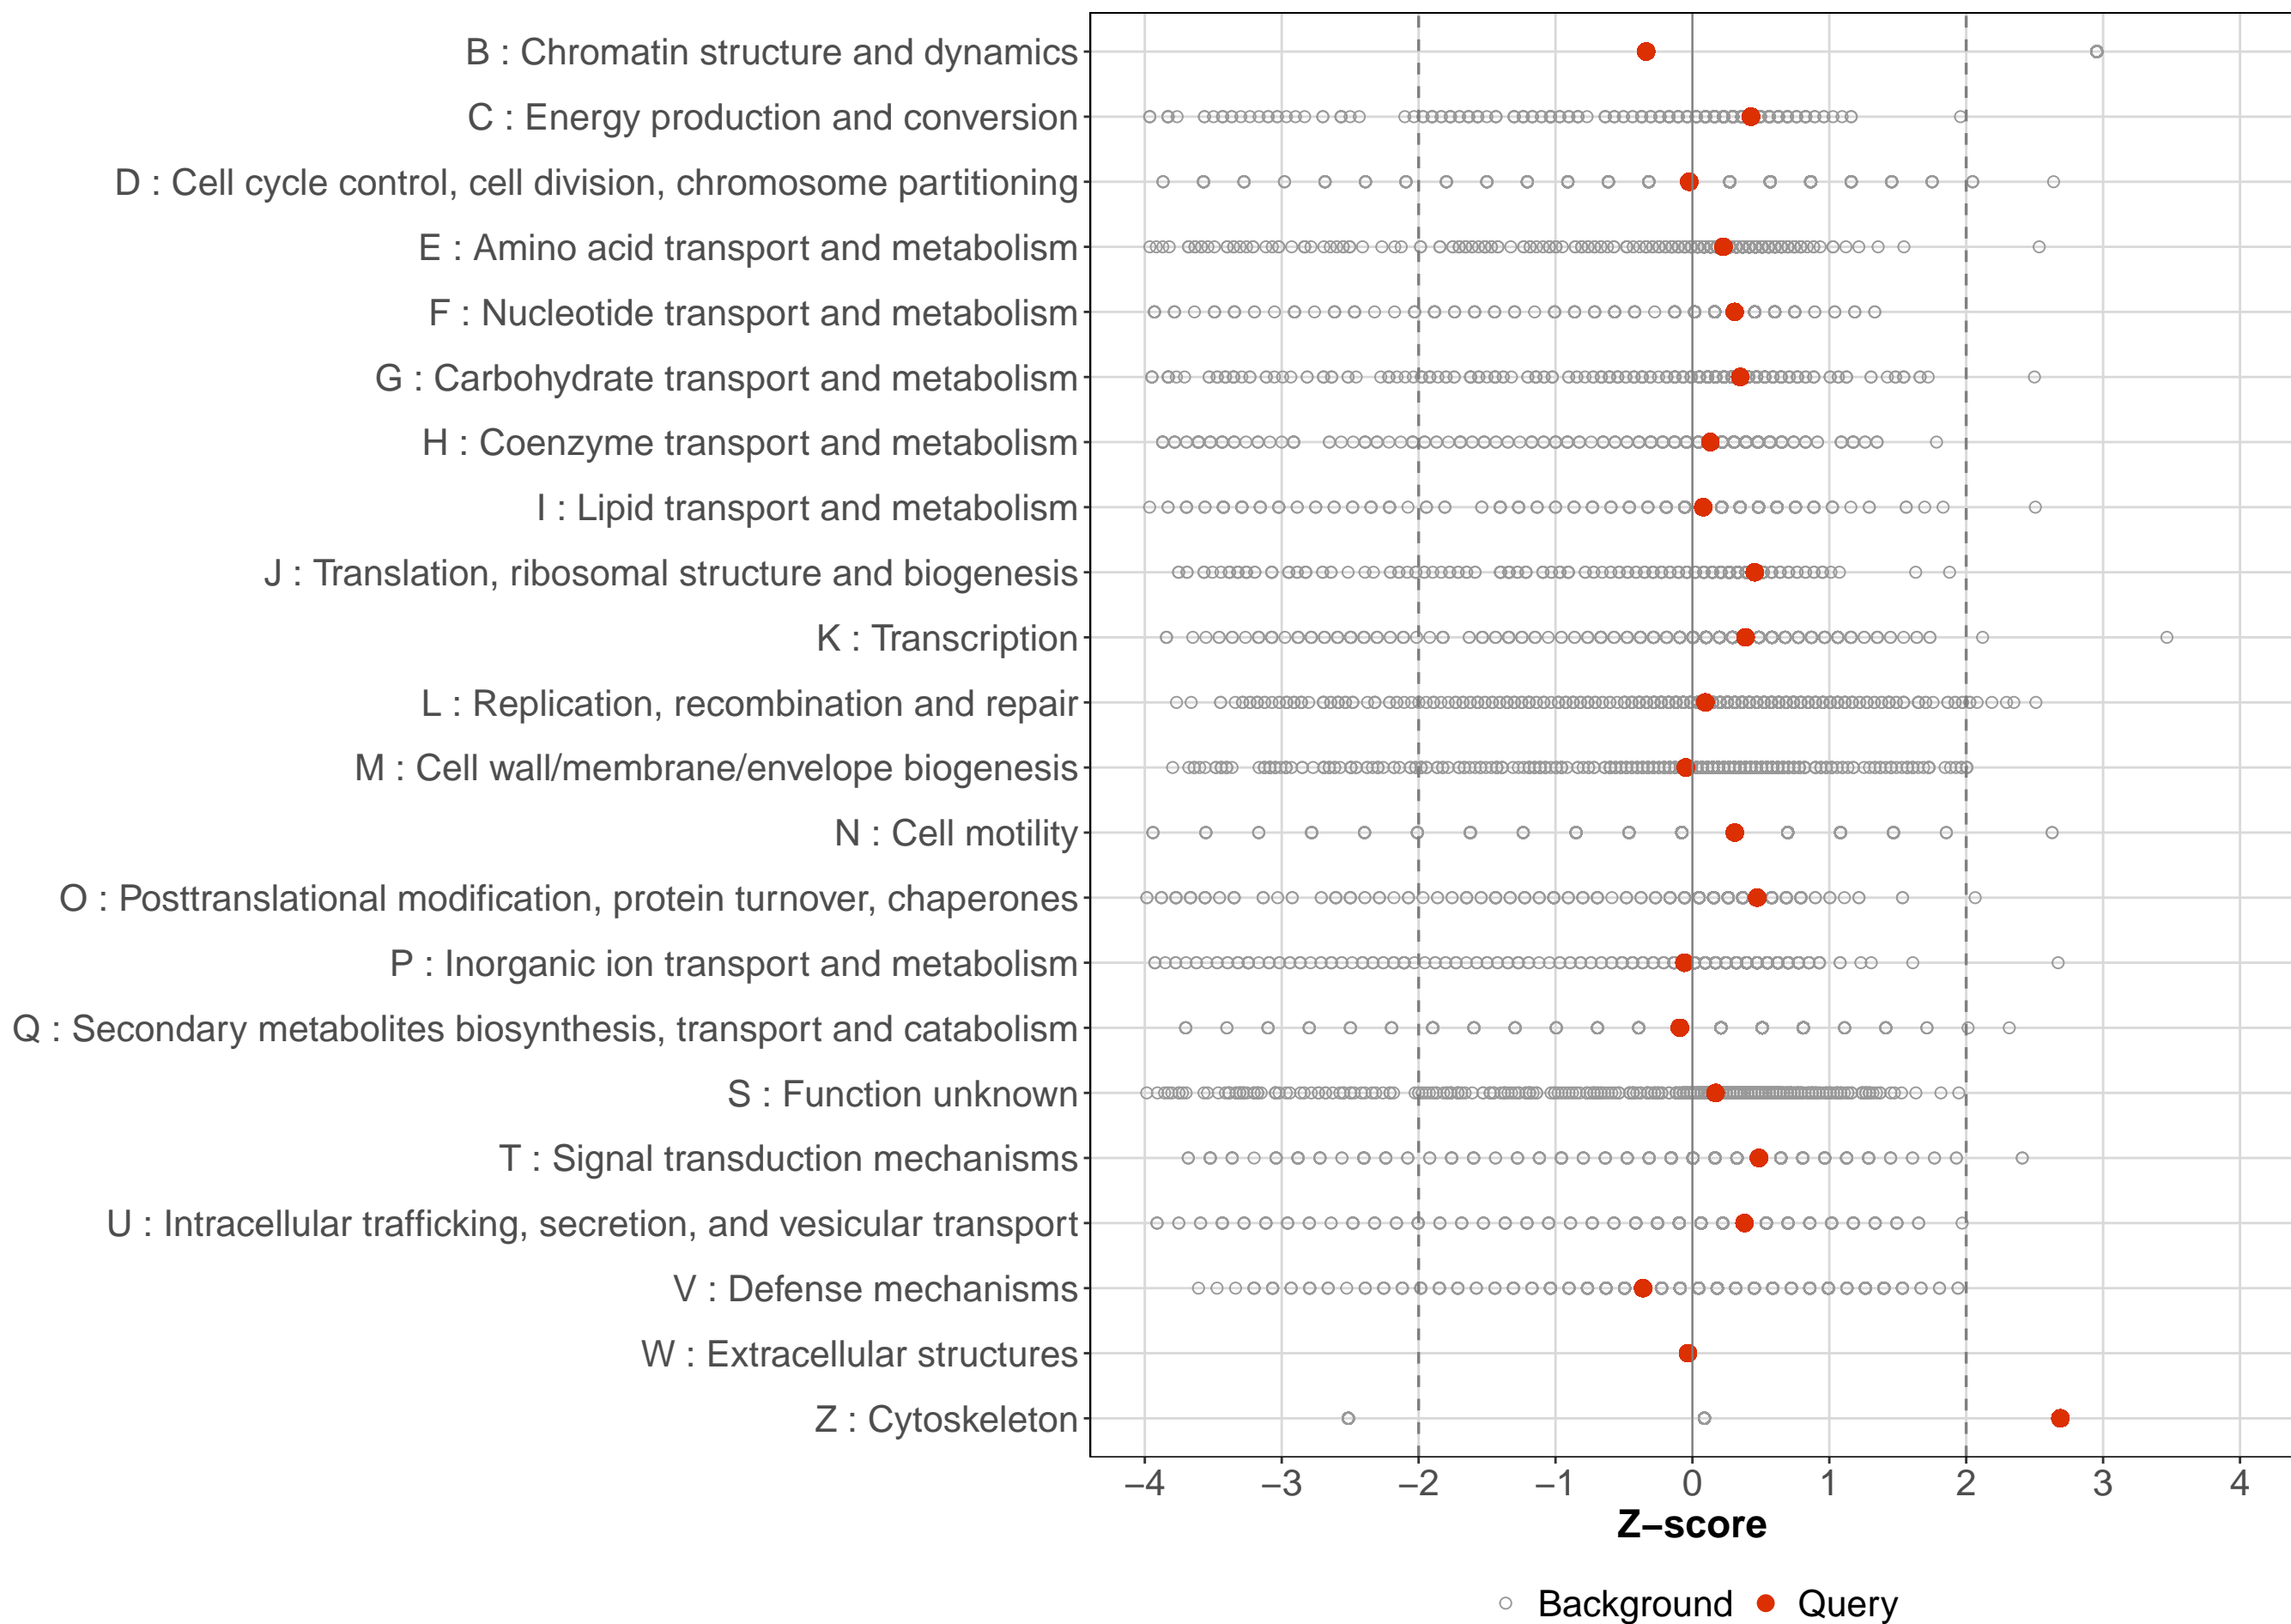 B : Chromatin structure and dynamics
C : Energy production and conversion
D : Cell cycle control, cell division, chromosome partitioning
E : Amino acid transport and metabolism
F : Nucleotide transport and metabolism
G : Carbohydrate transport and metabolism
H : Coenzyme transport and metabolism
I : Lipid transport and metabolism
J : Translation, ribosomal structure and biogenesis
K : Transcription
L : Replication, recombination and repair
M : Cell wall/membrane/envelope biogenesis
N : Cell motility
O : Posttranslational modification, protein turnover, chaperones
P : Inorganic ion transport and metabolism
Q : Secondary metabolites biosynthesis, transport and catabolism
S : Function unknown
T : Signal transduction mechanisms
U : Intracellular trafficking, secretion, and vesicular transport
V : Defense mechanisms
W : Extracellular structures
Z : Cytoskeleton
−4 −3 −2 −1 0 1 2 3 4
Z−score
Background Query